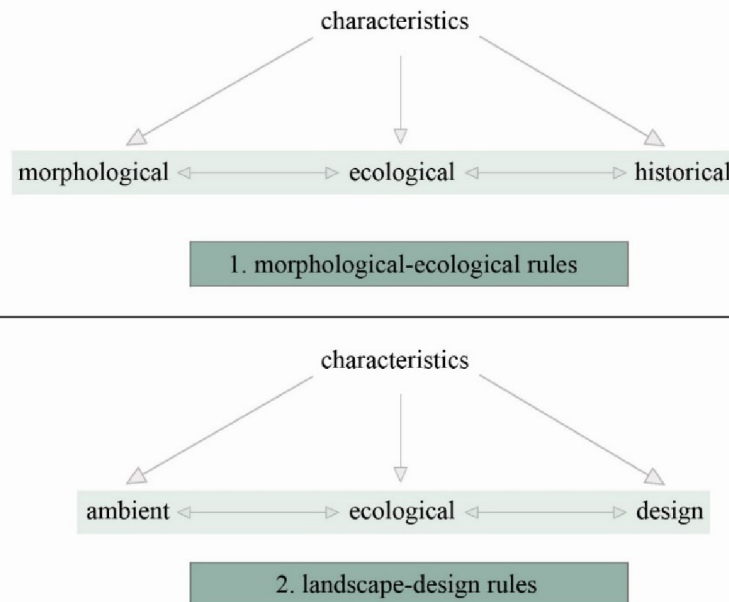 characteristics
morphological ecological historical
1. morphological-ecological rules
characteristics
ambient ecological design
2. landscape-design rules